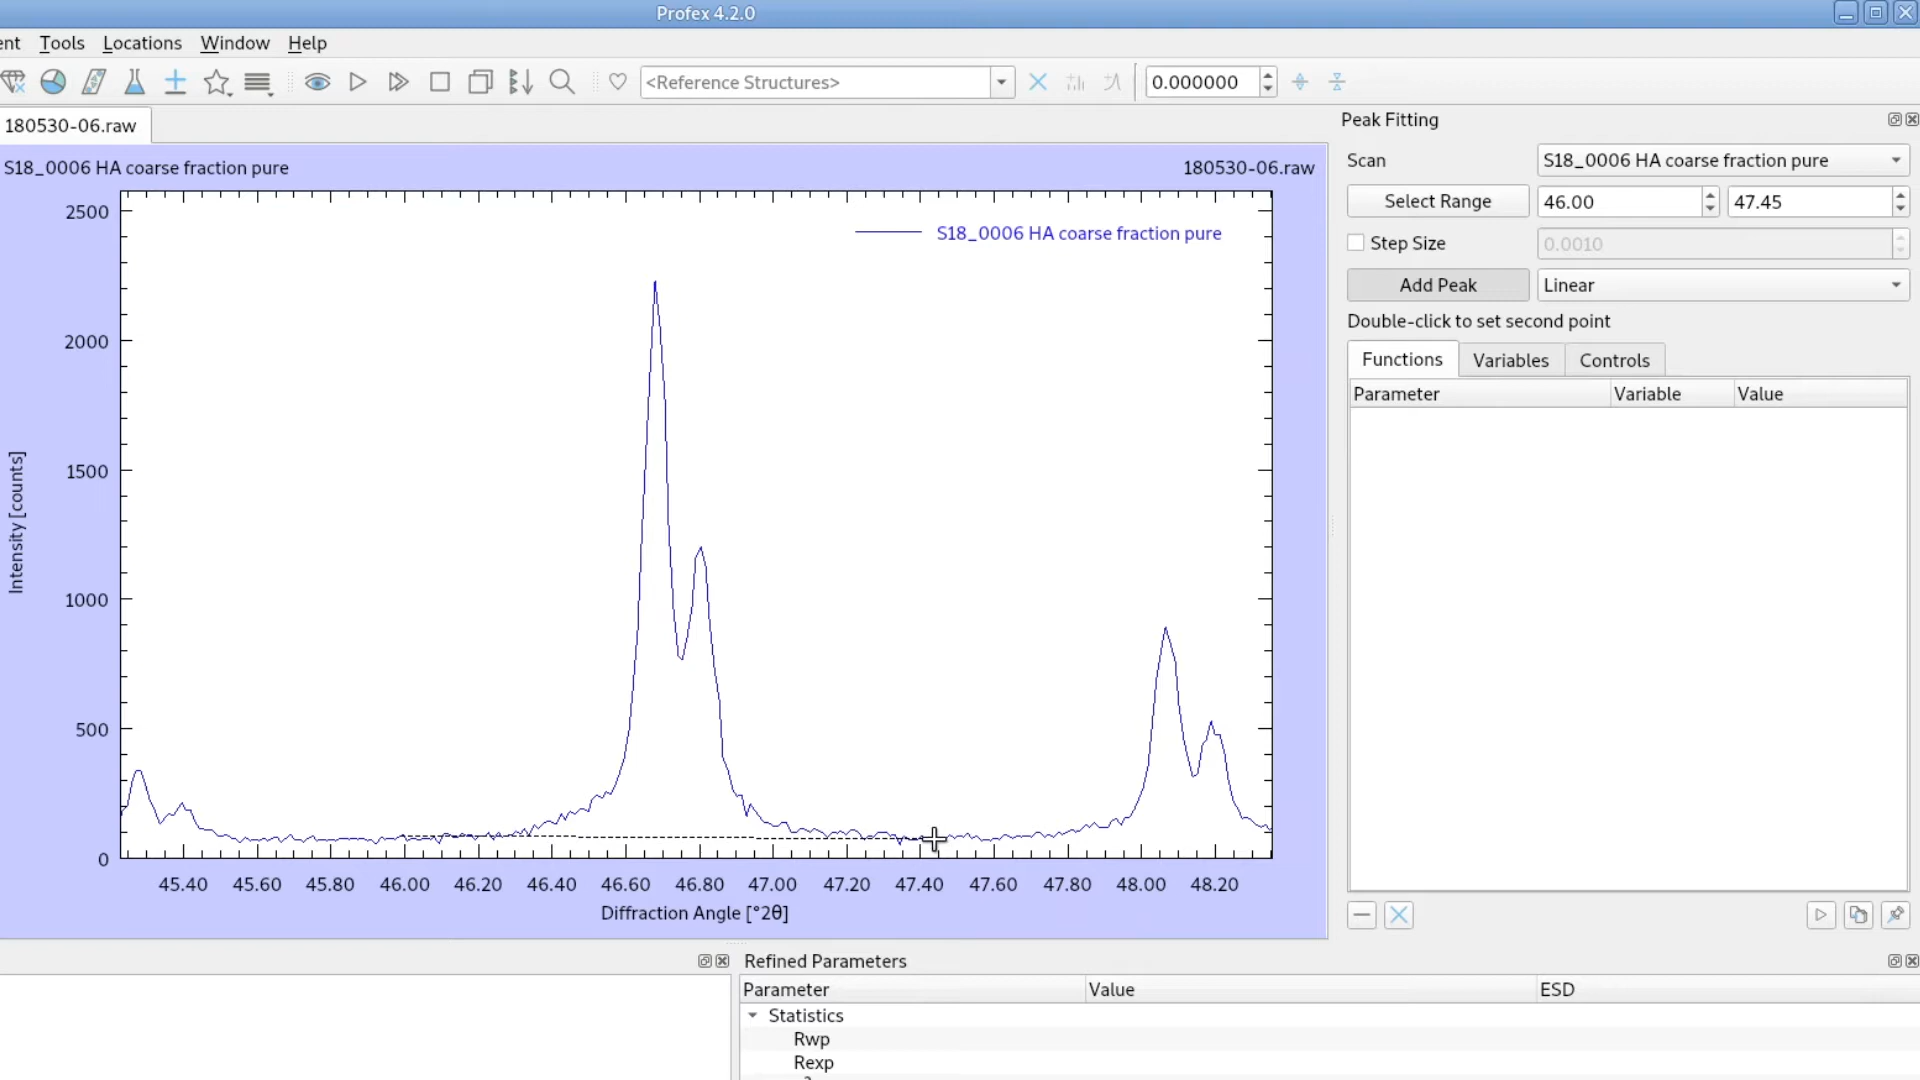 Profex 4.2.0
ent Tools Locations Window Help
<Reference Structures> 0.000000
180530-06.raw
S18_0006 HA coarse fraction pure 180530-06.raw
S18_0006 HA coarse fraction pure
2500
2000
1500
1000
500
0
Intensity [counts]
45.40 45.60 45.80 46.00 46.20 46.40 46.60 46.80 47.00 47.20 47.40 47.60 47.80 48.00 48.20
Diffraction Angle [°2θ]
Peak Fitting
Scan S18_0006 HA coarse fraction pure
Select Range 46.00 47.45
Step Size 0.0010
Add Peak Linear
Double-click to set second point
Functions Variables Controls
Parameter Variable Value
Refined Parameters
Parameter Value ESD
Statistics
Rwp
Rexp